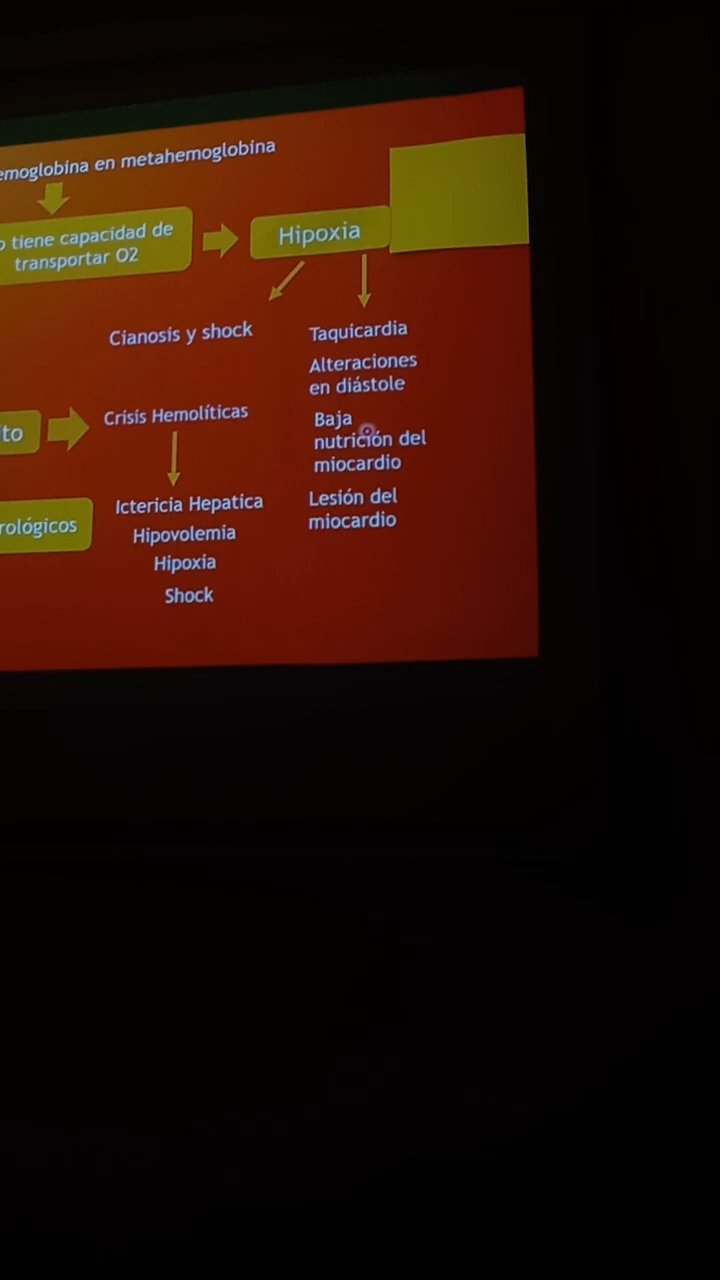 emoglobina en metahemoglobina
o tiene capacidad de
transportar O2
Hipoxia
Cianosis y shock
Taquicardia
Alteraciones
en diástole
Baja
nutrición del
miocardio
Lesión del
miocardio
to
Crisis Hemolíticas
rológicos
Ictericia Hepatica
Hipovolemia
Hipoxia
Shock